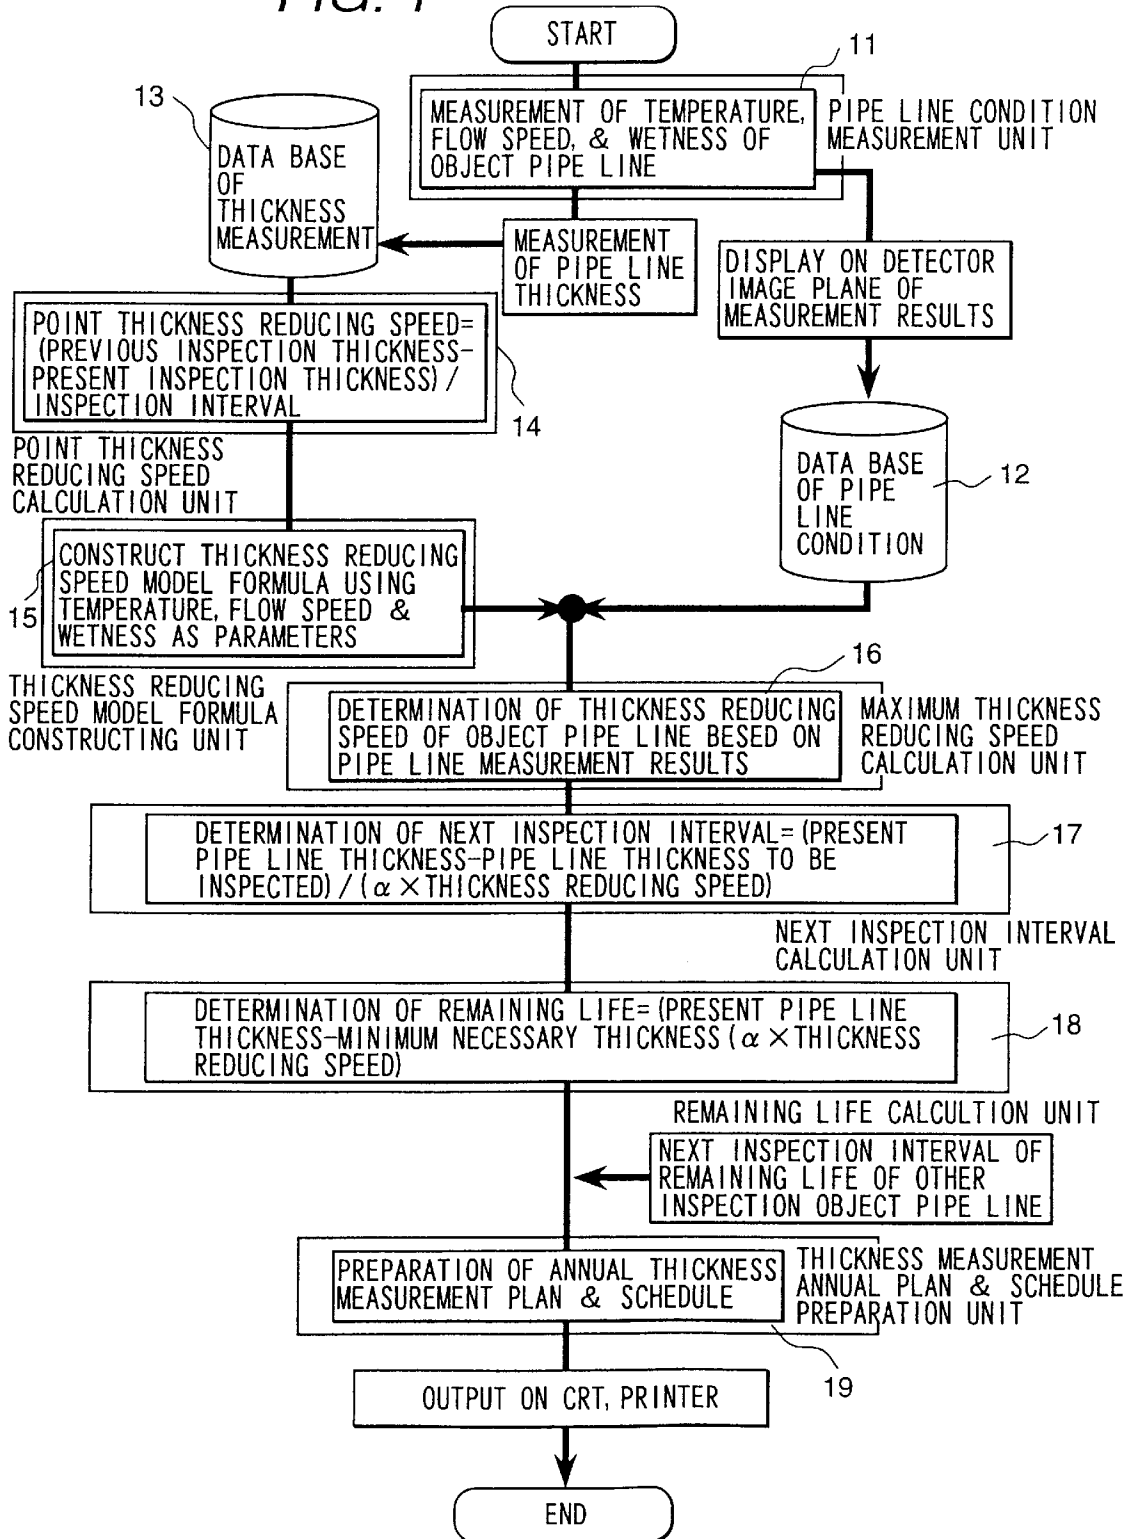 FIG. 1
START
11
MEASUREMENT OF TEMPERATURE,
FLOW SPEED, & WETNESS OF
OBJECT PIPE LINE
PIPE LINE CONDITION
MEASUREMENT UNIT
13
DATA BASE
OF
THICKNESS
MEASUREMENT
MEASUREMENT
OF PIPE LINE
THICKNESS
DISPLAY ON DETECTOR
IMAGE PLANE OF
MEASUREMENT RESULTS
POINT THICKNESS REDUCING SPEED=
(PREVIOUS INSPECTION THICKNESS-
PRESENT INSPECTION THICKNESS)/
INSPECTION INTERVAL
14
POINT THICKNESS
REDUCING SPEED
CALCULATION UNIT
DATA BASE
OF PIPE
LINE
CONDITION
12
15
CONSTRUCT THICKNESS REDUCING
SPEED MODEL FORMULA USING
TEMPERATURE, FLOW SPEED &
WETNESS AS PARAMETERS
THICKNESS REDUCING
SPEED MODEL FORMULA
CONSTRUCTING UNIT
16
DETERMINATION OF THICKNESS REDUCING
SPEED OF OBJECT PIPE LINE BESED ON
PIPE LINE MEASUREMENT RESULTS
MAXIMUM THICKNESS
REDUCING SPEED
CALCULATION UNIT
DETERMINATION OF NEXT INSPECTION INTERVAL=(PRESENT
PIPE LINE THICKNESS-PIPE LINE THICKNESS TO BE
INSPECTED)/(α×THICKNESS REDUCING SPEED)
17
NEXT INSPECTION INTERVAL
CALCULATION UNIT
DETERMINATION OF REMAINING LIFE=(PRESENT PIPE LINE
THICKNESS-MINIMUM NECESSARY THICKNESS(α×THICKNESS
REDUCING SPEED)
18
REMAINING LIFE CALCULTION UNIT
NEXT INSPECTION INTERVAL OF
REMAINING LIFE OF OTHER
INSPECTION OBJECT PIPE LINE
PREPARATION OF ANNUAL THICKNESS
MEASUREMENT PLAN & SCHEDULE
THICKNESS MEASUREMENT
ANNUAL PLAN & SCHEDULE
PREPARATION UNIT
19
OUTPUT ON CRT, PRINTER
END